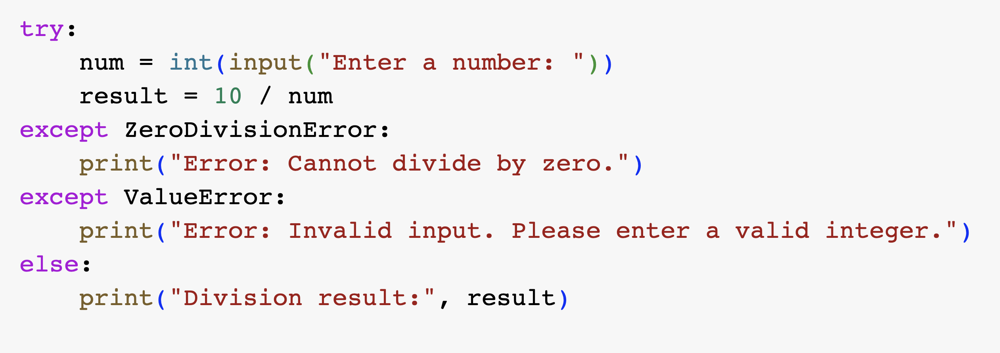 try:
    num = int(input("Enter a number: "))
    result = 10 / num
except ZeroDivisionError:
    print("Error: Cannot divide by zero.")
except ValueError:
    print("Error: Invalid input. Please enter a valid integer.")
else:
    print("Division result:", result)